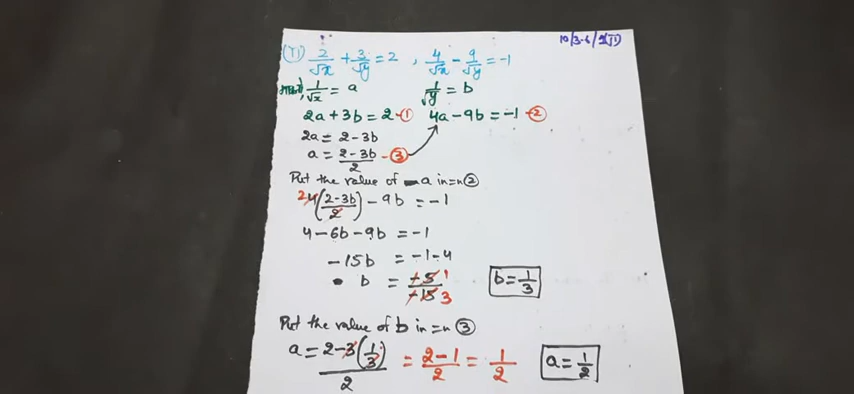 10/3.6/2(II)
(II) 2/√x + 3/√y = 2 , 4/√x - 9/√y = -1
1/√x = a 1/√y = b
2a + 3b = 2 - ① 4a - 9b = -1 - ②
2a = 2 - 3b
a = 2-3b/2 - ③
Put the value of a in =n ②
2 4(2-3b/2) - 9b = -1
4 - 6b - 9b = -1
-15b = -1 - 4
b = -5/-15 1/3 b = 1/3
Put the value of b in =n ③
a = 2-3(1/3)/2 = 2-1/2 = 1/2 a = 1/2